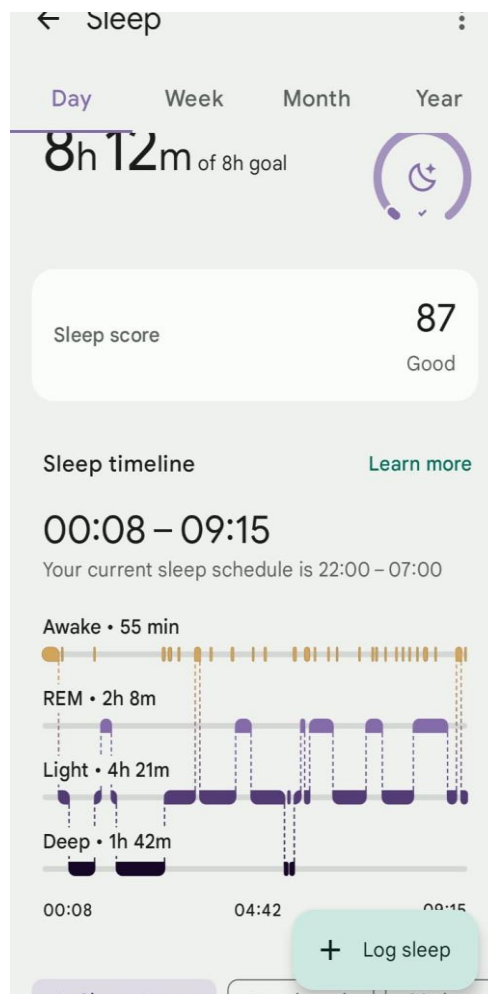 ← Sleep
Day Week Month Year
8h 12m of 8h goal
Sleep score
87
Good
Sleep timeline
Learn more
00:08 – 09:15
Your current sleep schedule is 22:00 – 07:00
Awake • 55 min
REM • 2h 8m
Light • 4h 21m
Deep • 1h 42m
00:08 04:42 09:15
+ Log sleep